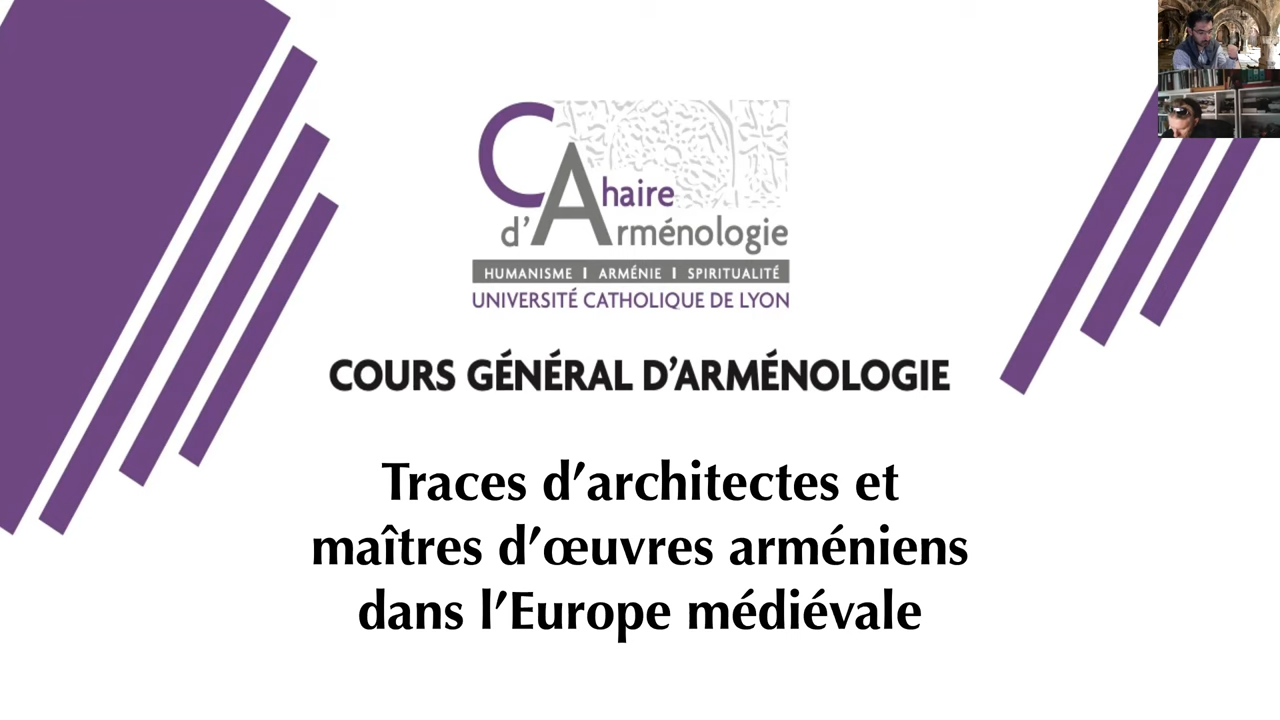 Chaire
d'Arménologie
HUMANISME I ARMÉNIE I SPIRITUALITÉ
UNIVERSITÉ CATHOLIQUE DE LYON
COURS GÉNÉRAL D'ARMÉNOLOGIE
Traces d'architectes et
maîtres d'œuvres arméniens
dans l'Europe médiévale